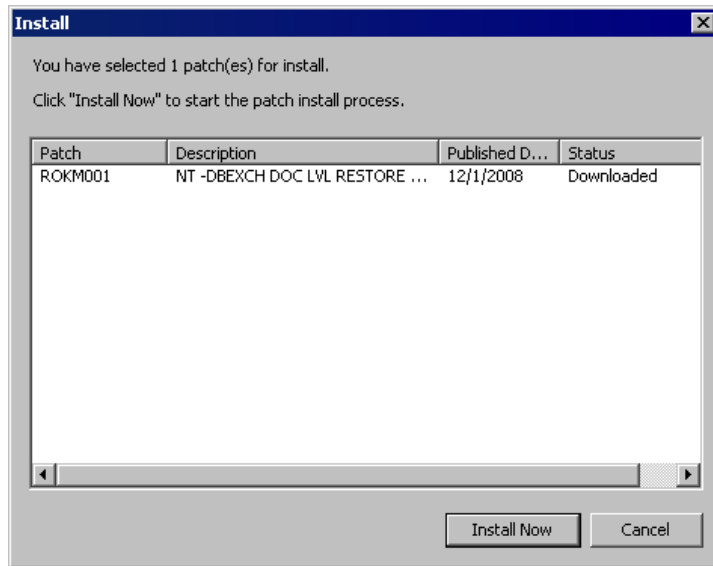 Install
You have selected 1 patch(es) for install.
Click "Install Now" to start the patch install process.
Patch Description Published D... Status
ROKM001 NT -DBEXCH DOC LVL RESTORE ... 12/1/2008 Downloaded
Install Now Cancel